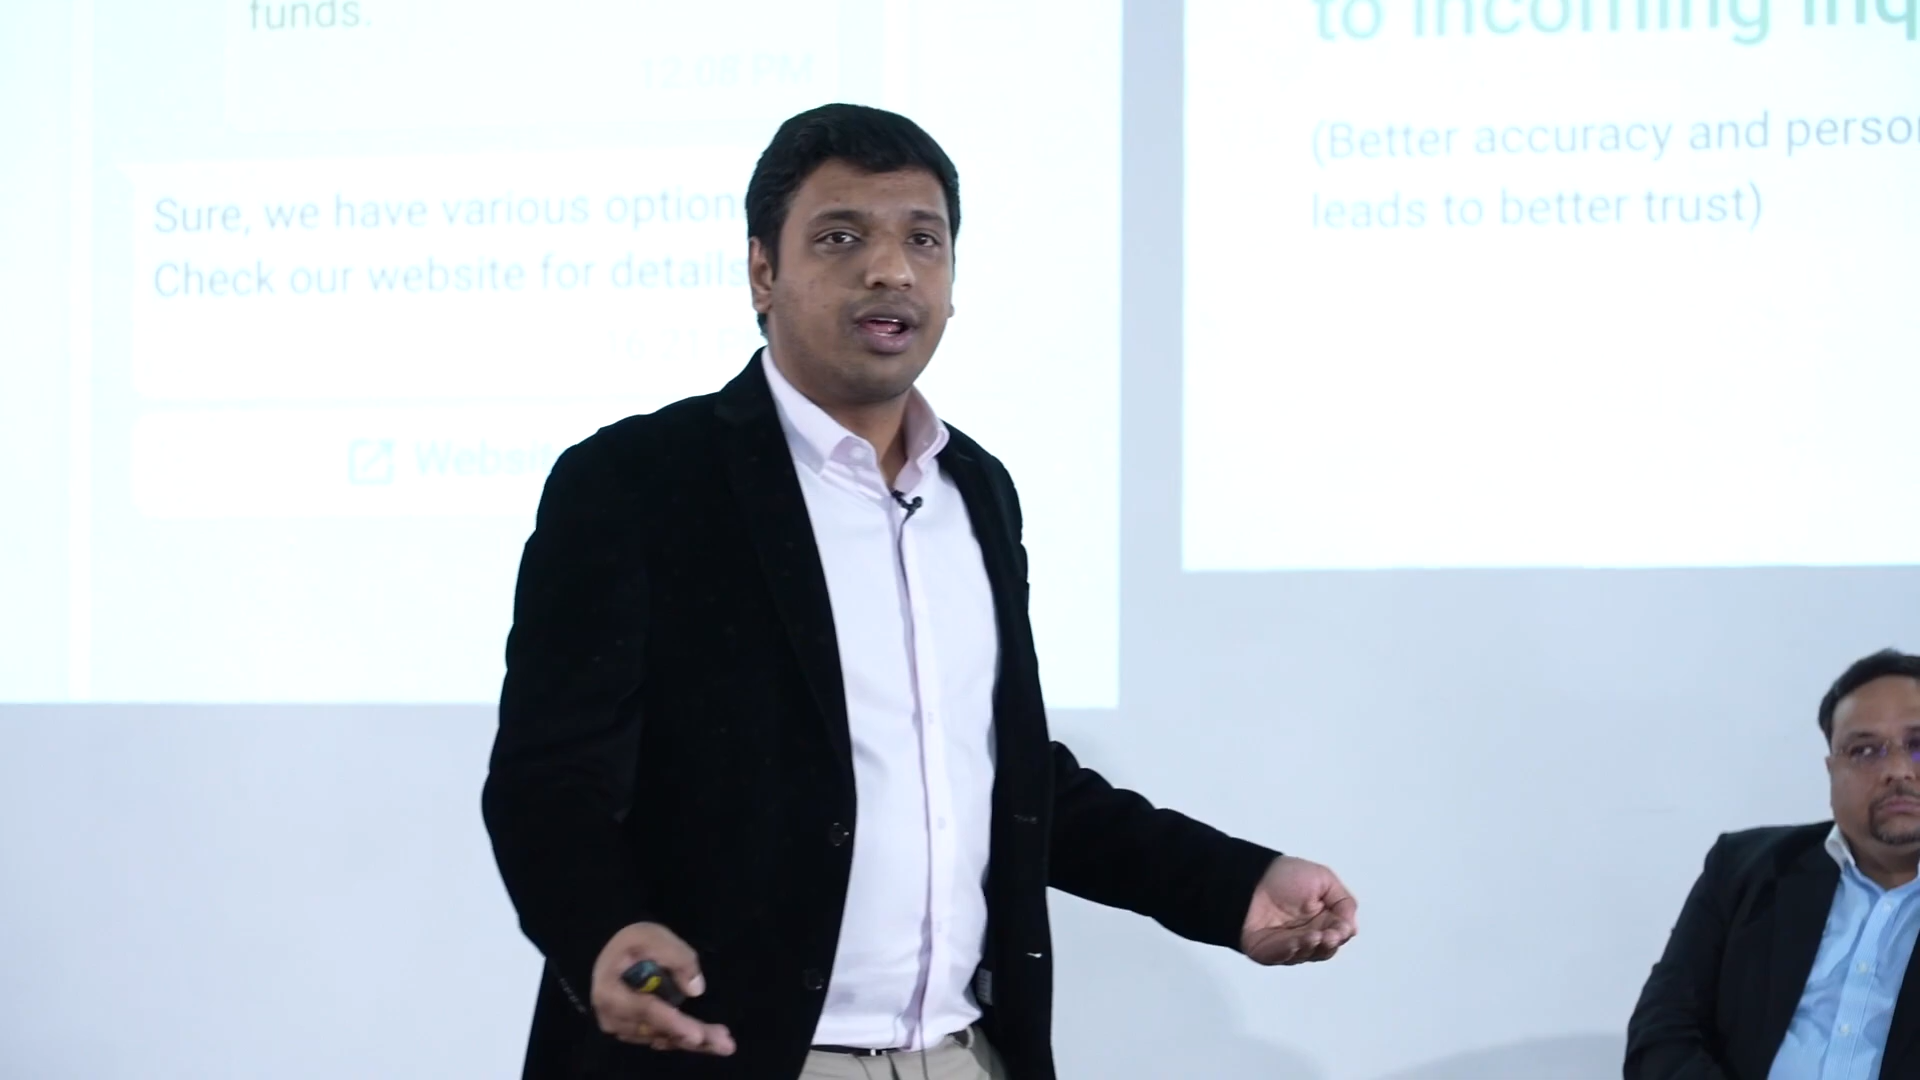 funds.
12:08 PM
Sure, we have various option
Check our website for details
Websit
to incoming inq
(Better accuracy and perso
leads to better trust)